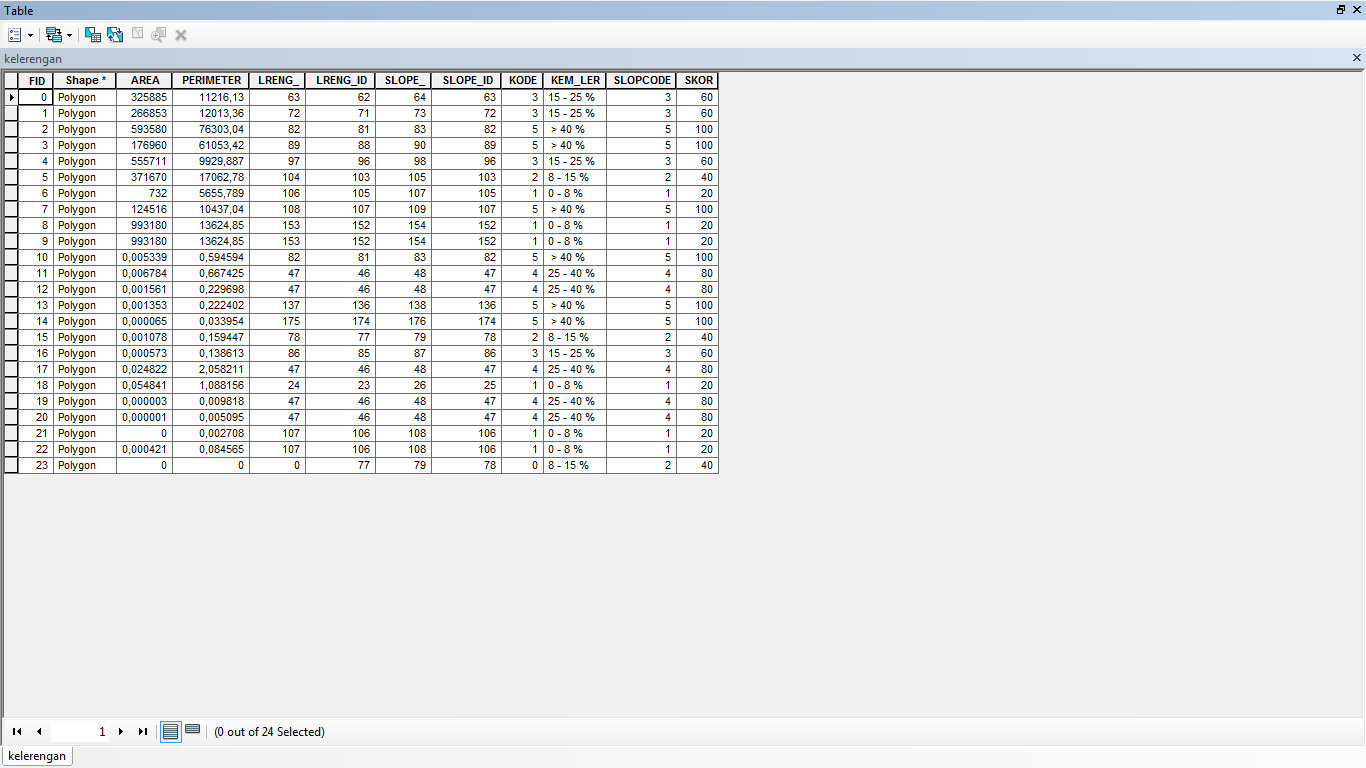 Table
kelerengan
FID Shape * AREA PERIMETER LRENG_ LRENG_ID SLOPE_ SLOPE_ID KODE KEM_LER SLOPCODE SKOR
0 Polygon 325885 11216,13 63 62 64 63 3 15 - 25 % 3 60
1 Polygon 266853 12013,36 72 71 73 72 3 15 - 25 % 3 60
2 Polygon 593580 76303,04 82 81 83 82 5 > 40 % 5 100
3 Polygon 176960 61053,42 89 88 90 89 5 > 40 % 5 100
4 Polygon 555711 9929,887 97 96 98 96 3 15 - 25 % 3 60
5 Polygon 371670 17062,78 104 103 105 103 2 8 - 15 % 2 40
6 Polygon 732 5655,789 106 105 107 105 1 0 - 8 % 1 20
7 Polygon 124516 10437,04 108 107 109 107 5 > 40 % 5 100
8 Polygon 993180 13624,85 153 152 154 152 1 0 - 8 % 1 20
9 Polygon 993180 13624,85 153 152 154 152 1 0 - 8 % 1 20
10 Polygon 0,005339 0,594594 82 81 83 82 5 > 40 % 5 100
11 Polygon 0,006784 0,667425 47 46 48 47 4 25 - 40 % 4 80
12 Polygon 0,001561 0,229698 47 46 48 47 4 25 - 40 % 4 80
13 Polygon 0,001353 0,222402 137 136 138 136 5 > 40 % 5 100
14 Polygon 0,000065 0,033954 175 174 176 174 5 > 40 % 5 100
15 Polygon 0,001078 0,159447 78 77 79 78 2 8 - 15 % 2 40
16 Polygon 0,000573 0,138613 86 85 87 86 3 15 - 25 % 3 60
17 Polygon 0,024822 2,058211 47 46 48 47 4 25 - 40 % 4 80
18 Polygon 0,054841 1,088156 24 23 26 25 1 0 - 8 % 1 20
19 Polygon 0,000003 0,009818 47 46 48 47 4 25 - 40 % 4 80
20 Polygon 0,000001 0,005095 47 46 48 47 4 25 - 40 % 4 80
21 Polygon 0 0,002708 107 106 108 106 1 0 - 8 % 1 20
22 Polygon 0,000421 0,084565 107 106 108 106 1 0 - 8 % 1 20
23 Polygon 0 0 0 77 79 78 0 8 - 15 % 2 40
1 (0 out of 24 Selected)
kelerengan